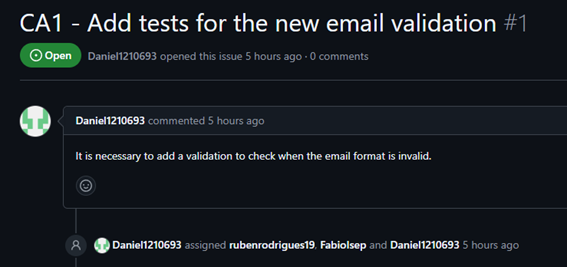 CA1 - Add tests for the new email validation #1
Open Daniel1210693 opened this issue 5 hours ago · 0 comments
Daniel1210693 commented 5 hours ago
It is necessary to add a validation to check when the email format is invalid.
Daniel1210693 assigned rubenrodrigues19, FabioIsep and Daniel1210693 5 hours ago